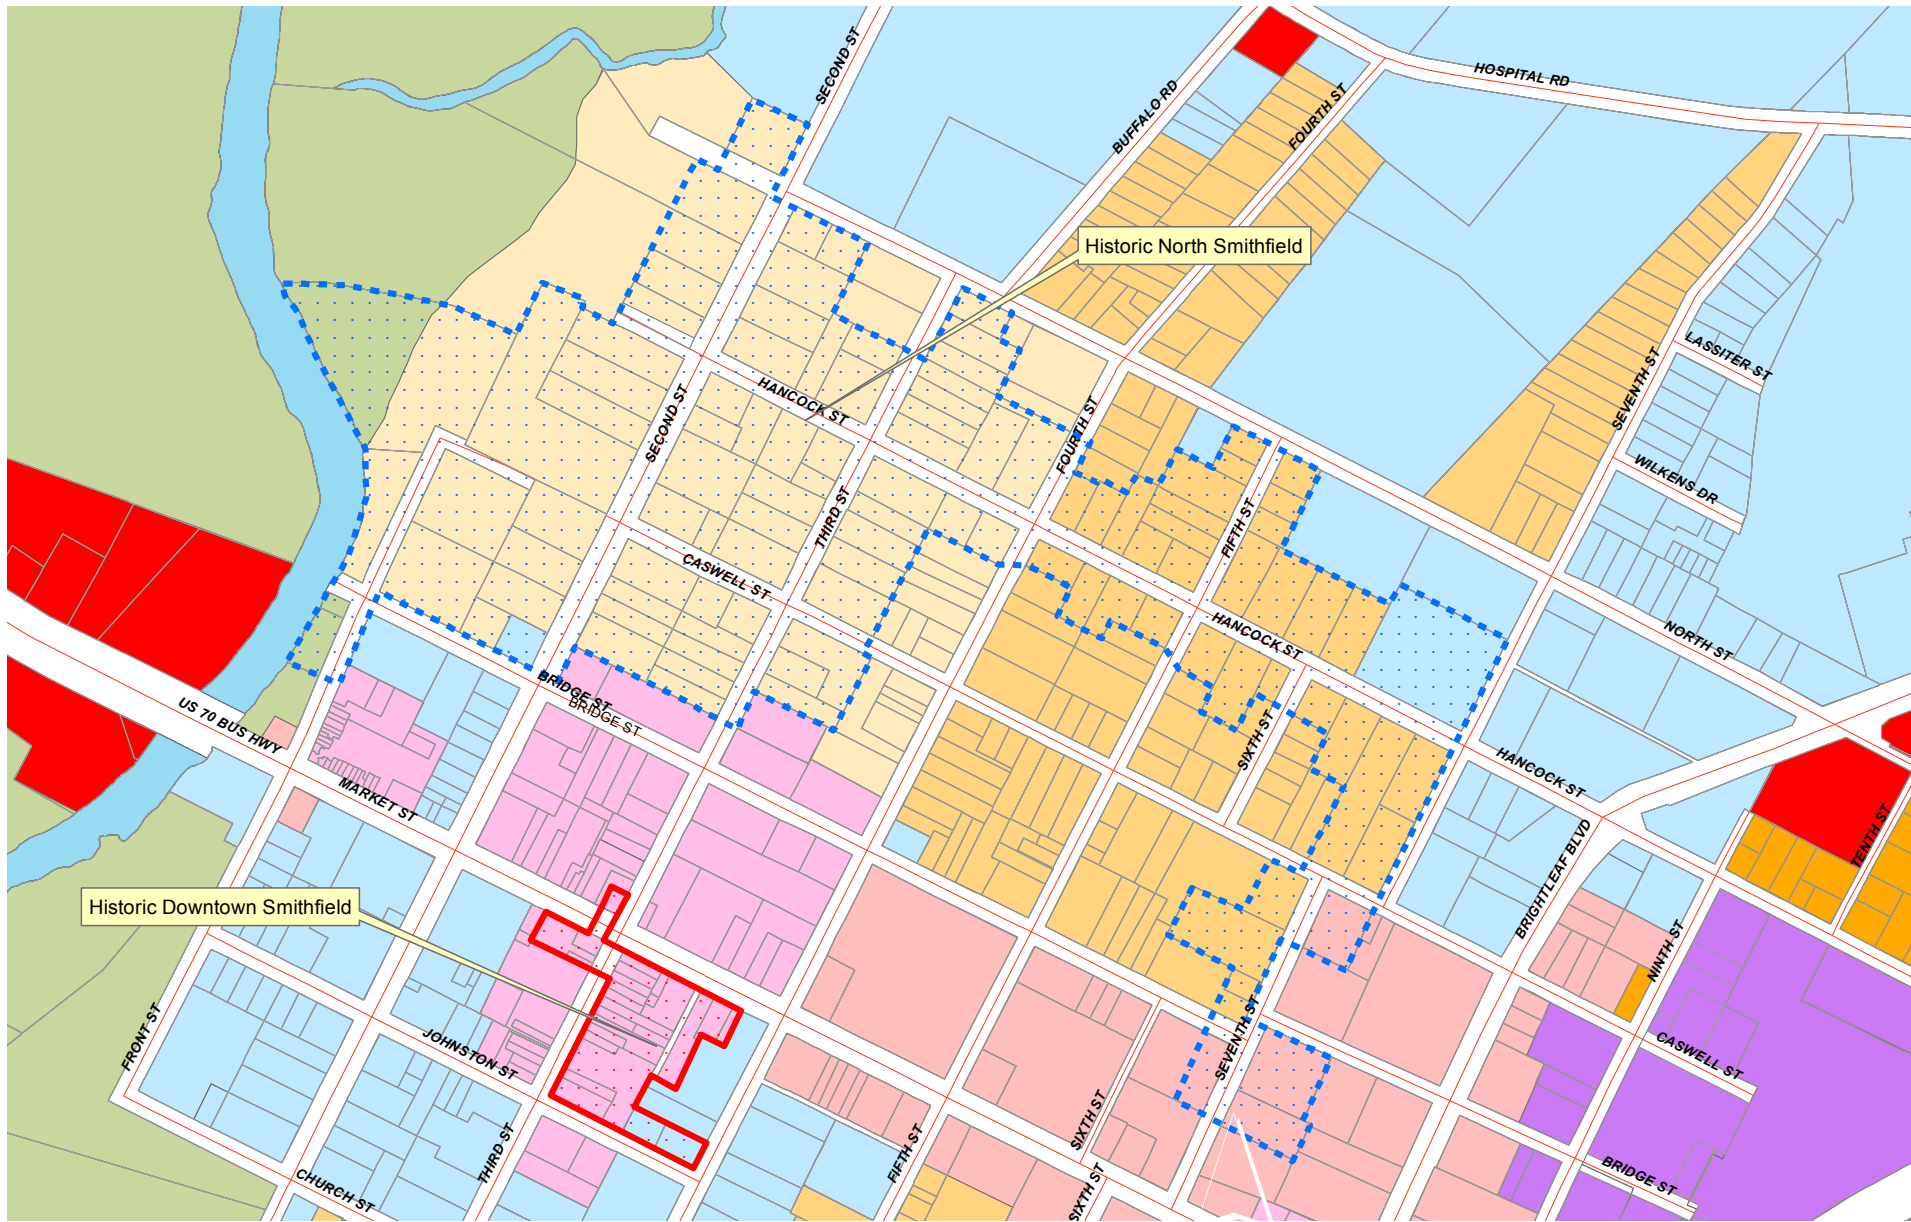 SECOND ST
HOSPITAL RD
BUFFALO RD
FOURTH ST
Historic North Smithfield
LASSITER ST
SEVENTH ST
HANCOCK ST
SECOND ST
FOURTH ST
WILKENS DR
THIRD ST
FIFTH ST
CASWELL ST
HANCOCK ST
NORTH ST
BRIDGE ST
BRIDGE ST
US 70 BUS HWY
SIXTH ST
HANCOCK ST
MARKET ST
TENTH ST
BRIGHTLEAF BLVD
Historic Downtown Smithfield
NINTH ST
FRONT ST
JOHNSTON ST
SEVENTH ST
CASWELL ST
SIXTH ST
THIRD ST
FIFTH ST
CHURCH ST
SIXTH ST
BRIDGE ST